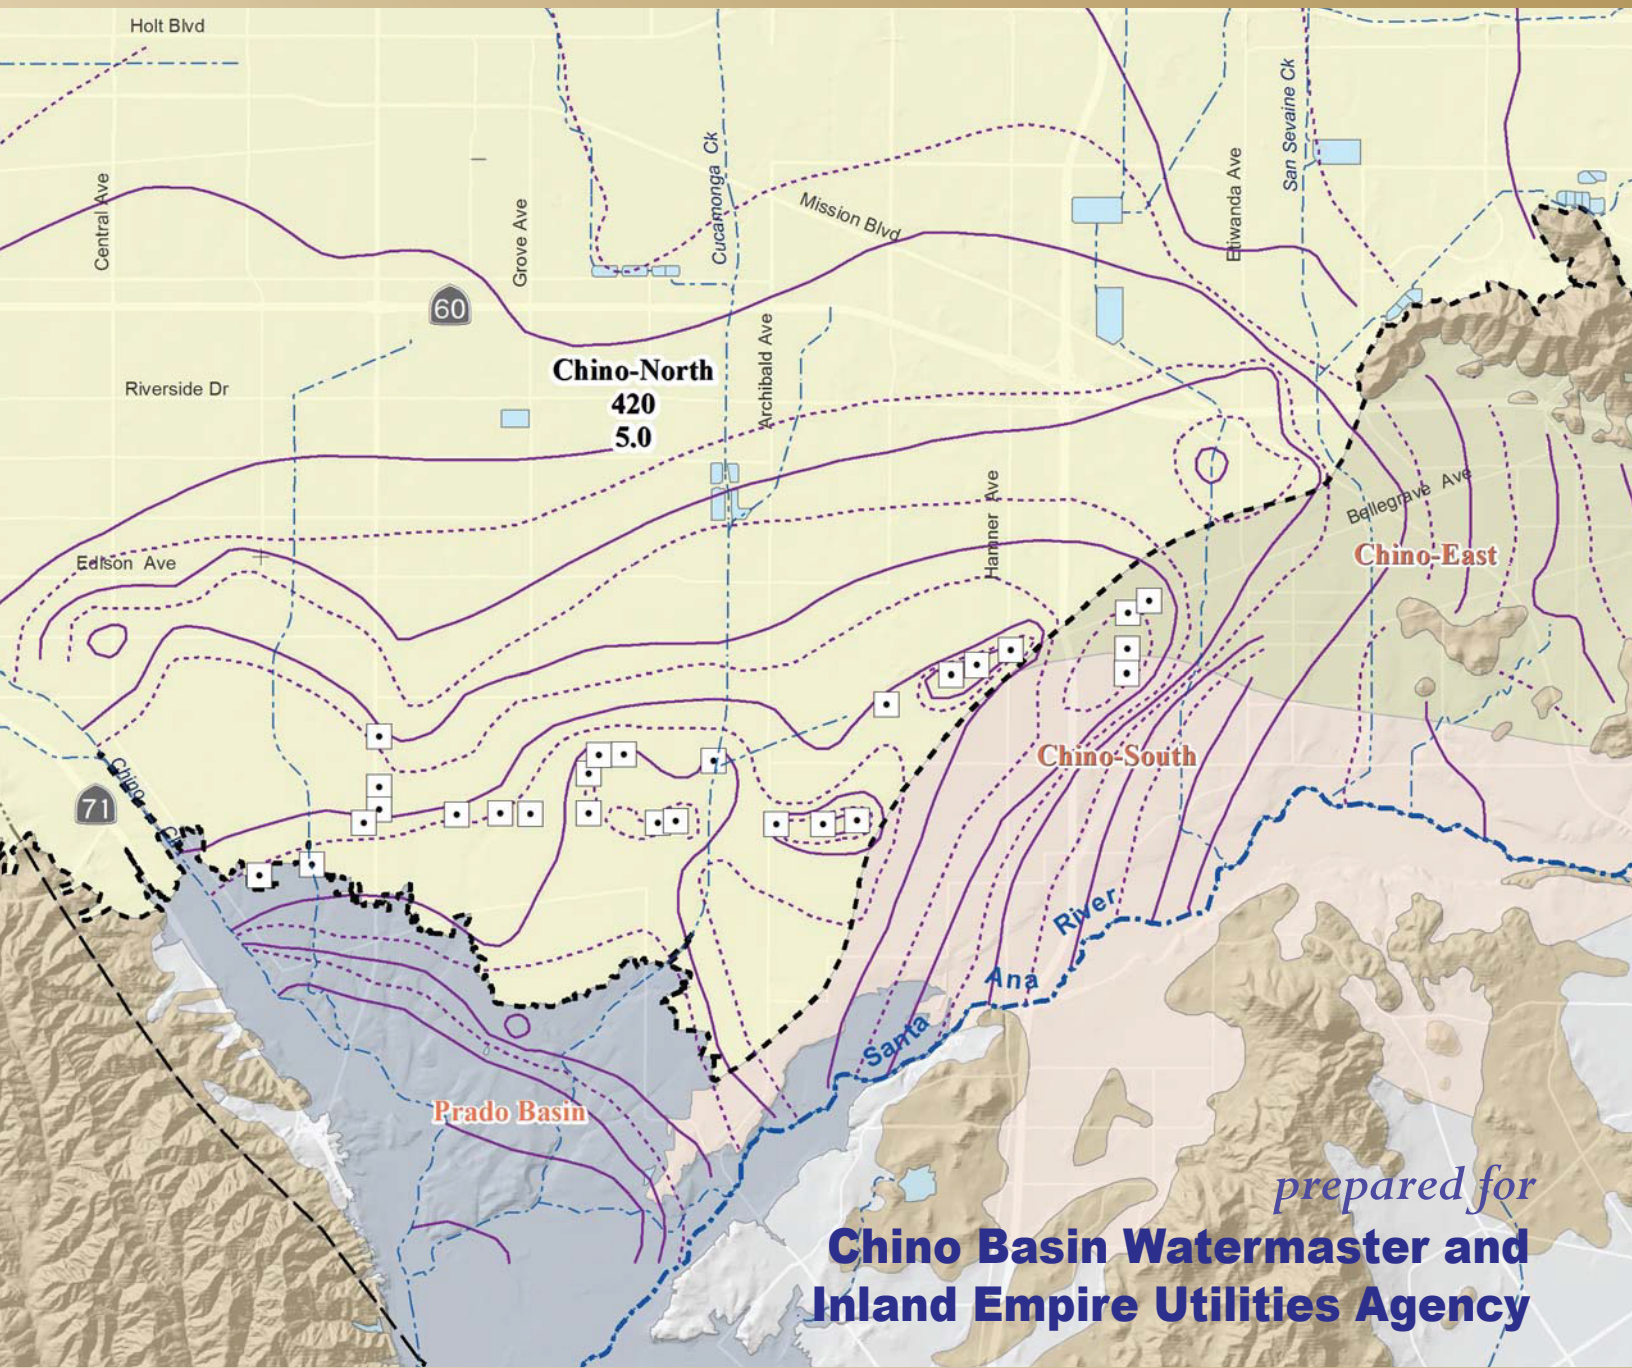 Holt Blvd
San Sevaine Ck
Cucamonga Ck
Etiwanda Ave
Central Ave
Grove Ave
Mission Blvd
60
Chino-North
420
5.0
Archibald Ave
Riverside Dr
Hamner Ave
Bellegrave Ave
Edison Ave
Chino-East
Chino-South
71
Chino
Ck
River
Ana
Santa
Prado Basin
prepared for
Chino Basin Watermaster and
Inland Empire Utilities Agency